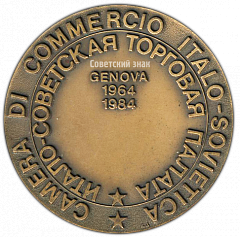 CAMERA DI COMMERCIO ITALO-SOVIETICA
ИТАЛО-СОВЕТСКАЯ ТОРГОВАЯ ПАЛАТА
Советский знак
GENOVA
1964
1984